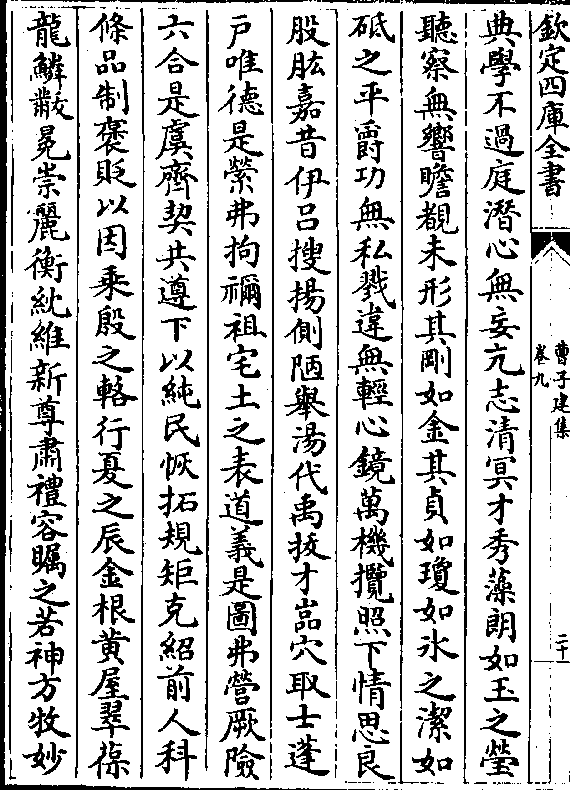 欽定四庫全書
曹子建集
卷九
二十
典學不過庭潛心無妄亢志清冥才秀藻朗如玉之瑩
聽察無響瞻覩未形其剛如金其貞如瓊如冰之潔如
砥之平爵功無私戮違無輕心鏡萬機攬照下情思良
股肱嘉昔伊吕搜揚側陋舉湯代禹拔才嵓穴取士蓬
户唯德是縈弗拘禰祖宅土之表道義是圖弗營厥險
六合是虞齊契共遵下以純民恢拓規矩克紹前人科
條品制褒貶以因乘殷之輅行夏之辰金根黄屋翠葆
龍鱗黻冕崇麗衡紞維新尊肅禮容矚之若神方牧妙